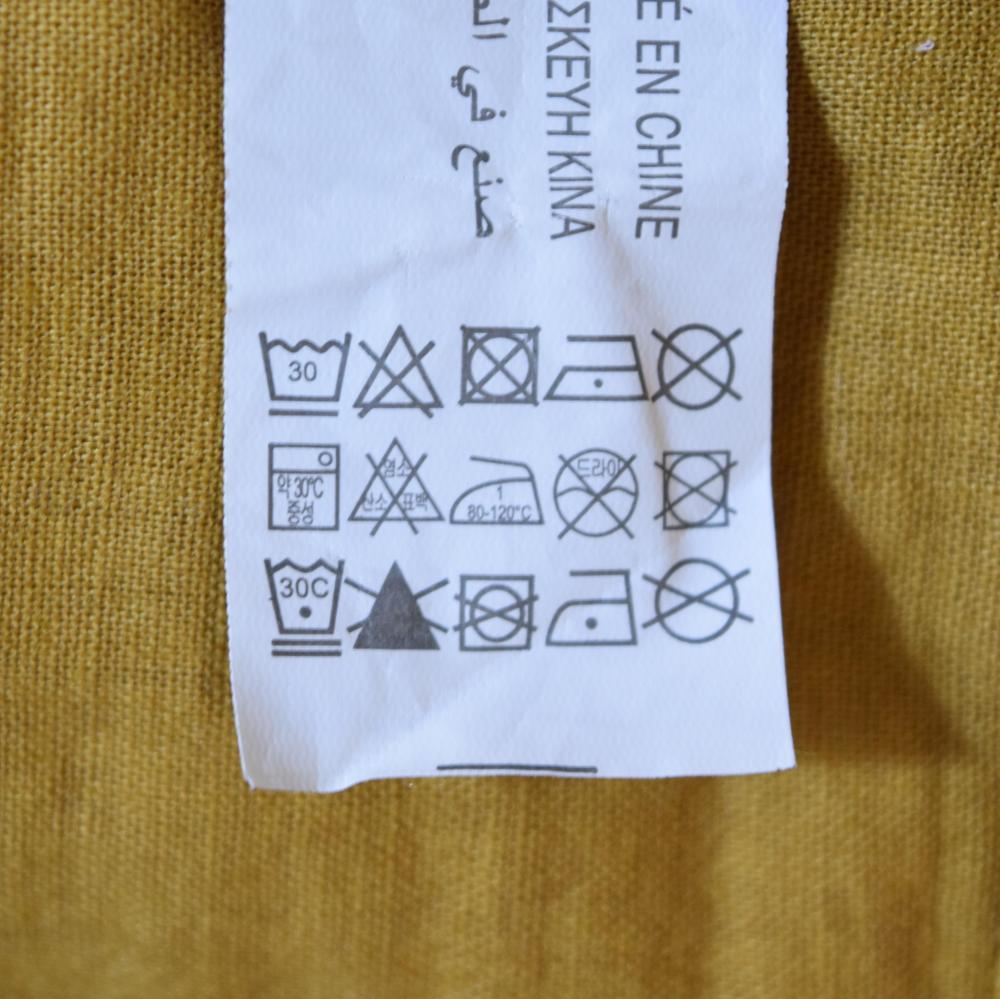 É EN CHINE
ΣΚΕΥΗ ΚΙΝΑ
صنع في
30
약 30℃
중성
염소
산소 표백
1
80-120°C
드라이
30C